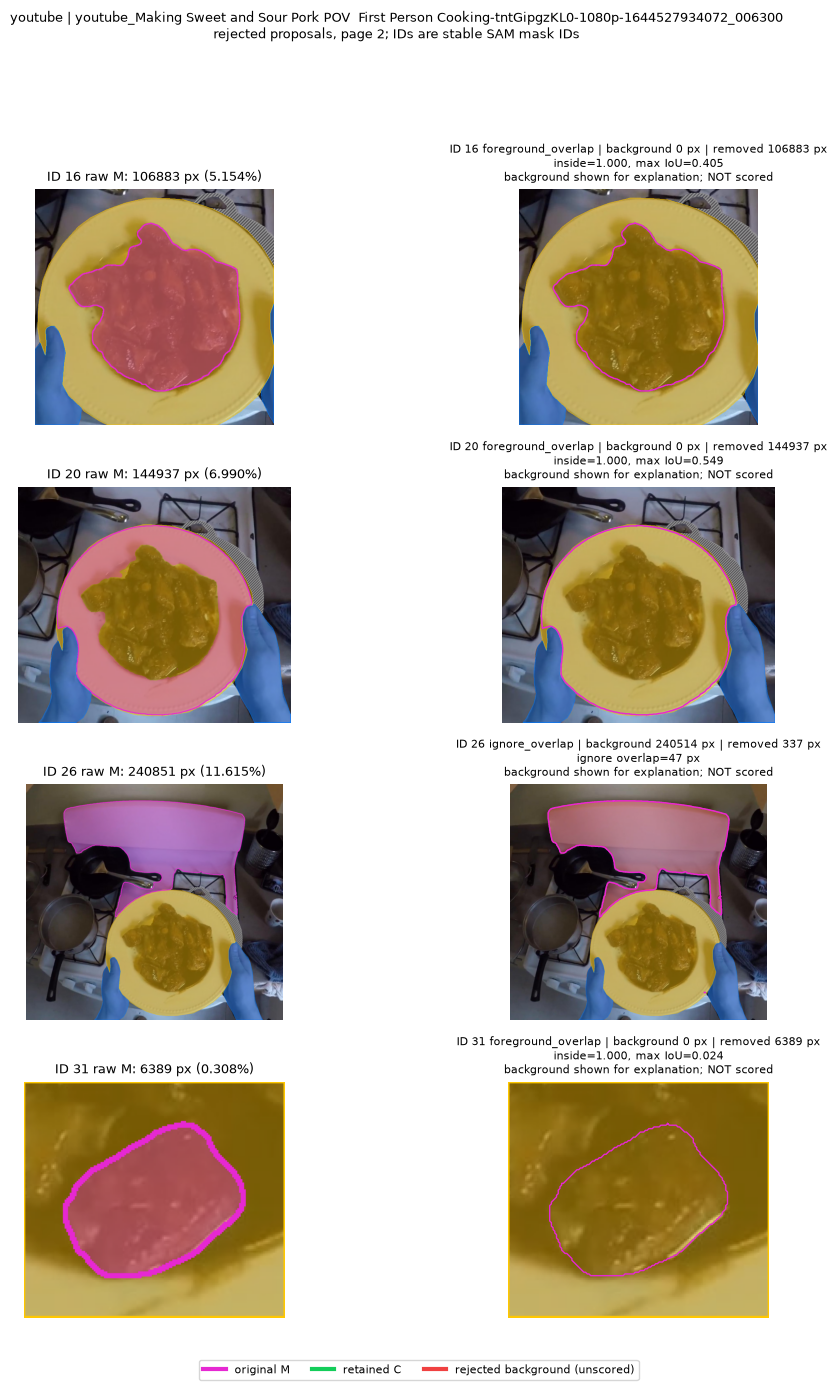 youtube | youtube_Making Sweet and Sour Pork POV  First Person Cooking-tntGipgzKL0-1080p-1644527934072_006300
rejected proposals, page 2; IDs are stable SAM mask IDs
ID 16 raw M: 106883 px (5.154%)
ID 16 foreground_overlap | background 0 px | removed 106883 px
inside=1.000, max IoU=0.405
background shown for explanation; NOT scored
ID 20 raw M: 144937 px (6.990%)
ID 20 foreground_overlap | background 0 px | removed 144937 px
inside=1.000, max IoU=0.549
background shown for explanation; NOT scored
ID 26 raw M: 240851 px (11.615%)
ID 26 ignore_overlap | background 240514 px | removed 337 px
ignore overlap=47 px
background shown for explanation; NOT scored
ID 31 raw M: 6389 px (0.308%)
ID 31 foreground_overlap | background 0 px | removed 6389 px
inside=1.000, max IoU=0.024
background shown for explanation; NOT scored
original M
retained C
rejected background (unscored)